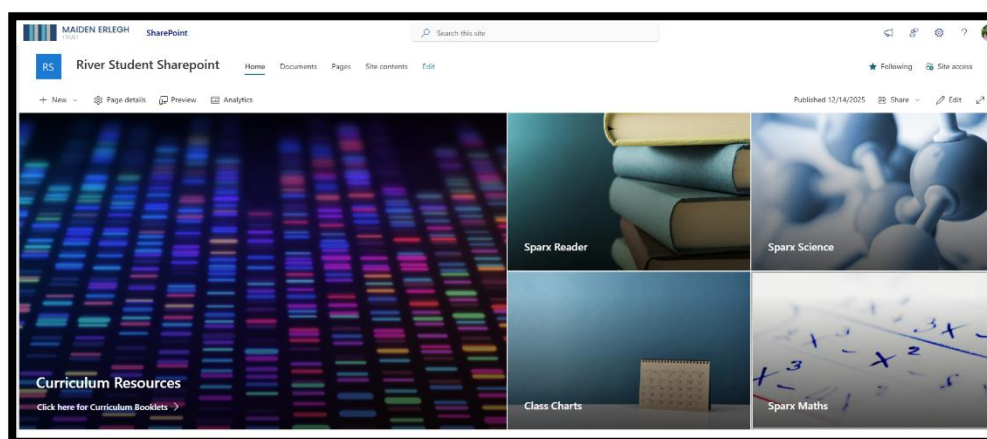 MAIDEN ERLEGH
TRUST
SharePoint
Search this site
?
RS
River Student Sharepoint
Home Documents Pages Site contents Edit
Following Site access
+ New Page details Preview Analytics
Published 12/14/2025 Share Edit
Curriculum Resources
Click here for Curriculum Booklets
Sparx Reader
Sparx Science
Class Charts
Sparx Maths